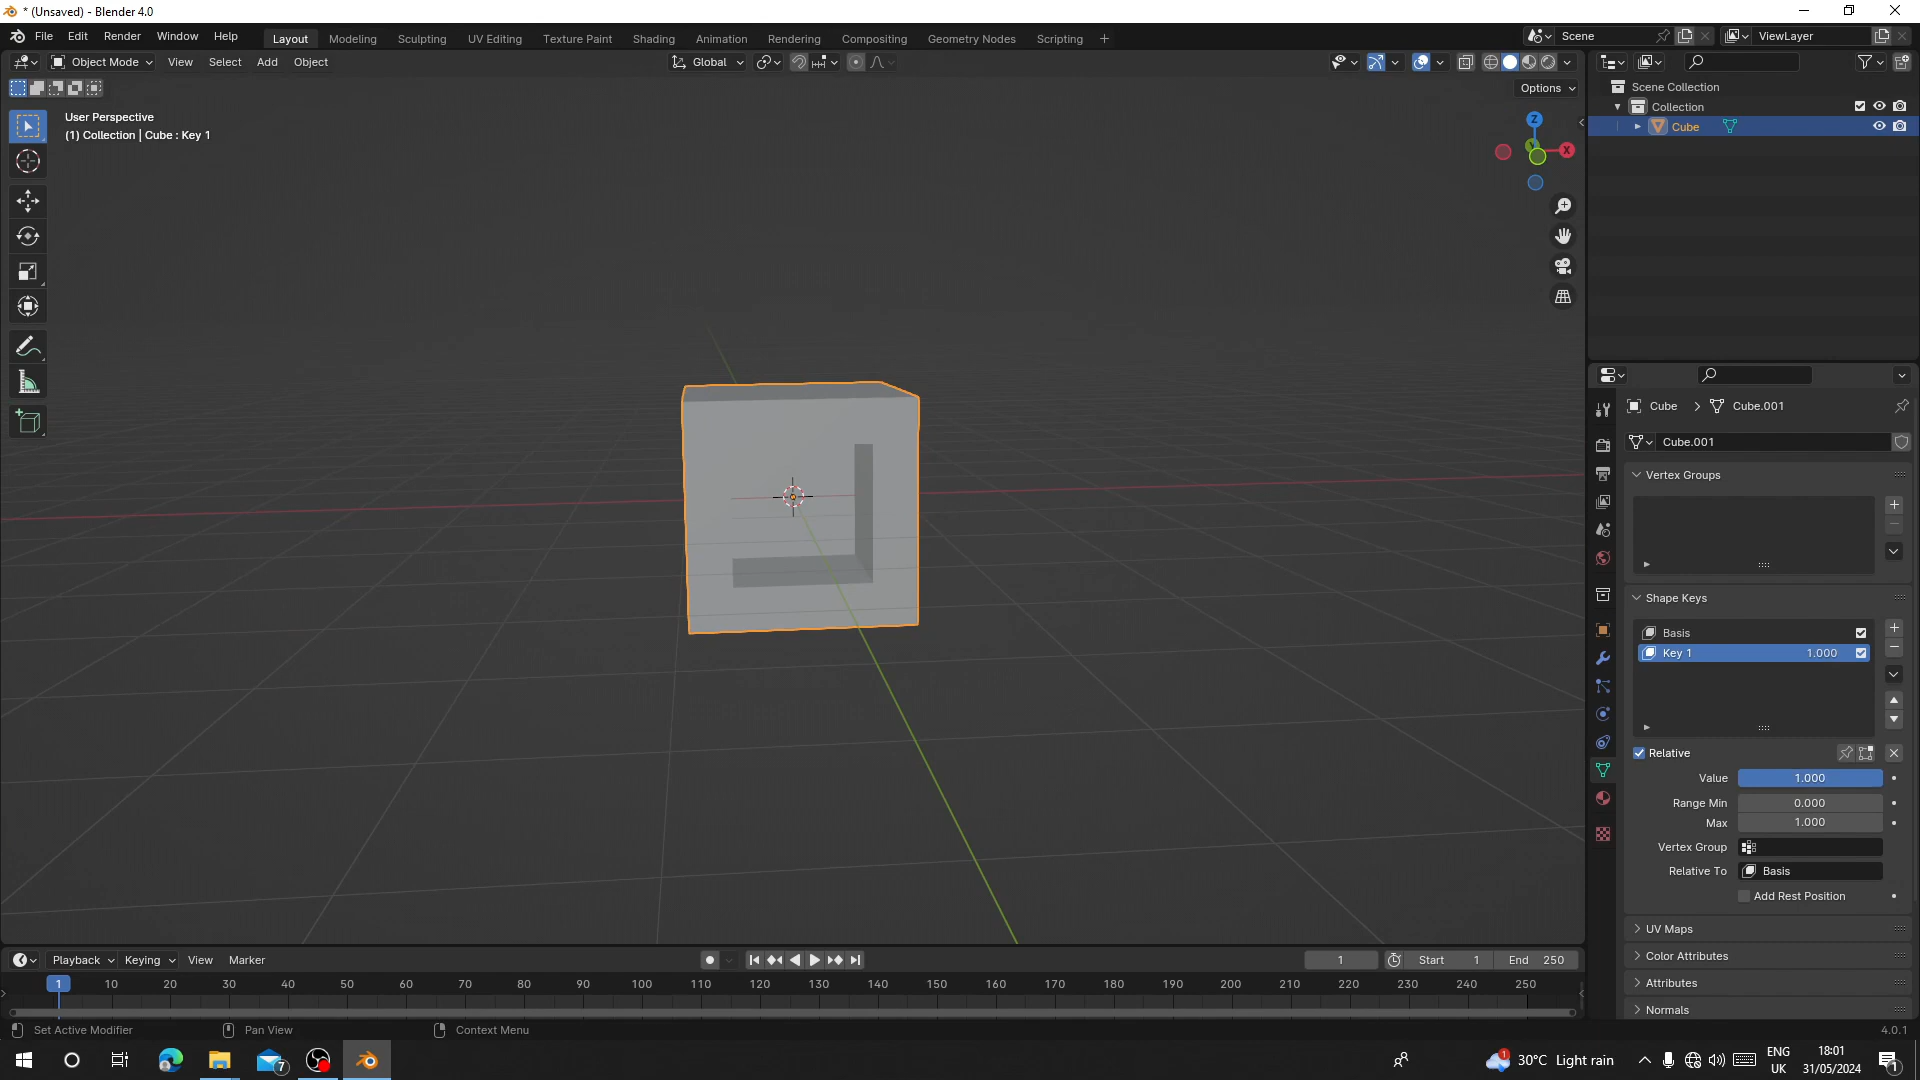 * (Unsaved) - Blender 4.0
File Edit Render Window Help Layout Modeling Sculpting UV Editing Texture Paint Shading Animation Rendering Compositing Geometry Nodes Scripting + Scene ViewLayer
Object Mode View Select Add Object Global
Options
User Perspective
(1) Collection | Cube : Key 1
Z
X
Y
Scene Collection
Collection
Cube
Cube Cube.001
Cube.001
Vertex Groups
Shape Keys
Basis
Key 1 1.000
Relative
Value 1.000
Range Min 0.000
Max 1.000
Vertex Group
Relative To Basis
Add Rest Position
UV Maps
Color Attributes
Attributes
Normals
Playback Keying View Marker 1 Start 1 End 250
1 10 20 30 40 50 60 70 80 90 100 110 120 130 140 150 160 170 180 190 200 210 220 230 240 250
Set Active Modifier Pan View Context Menu 4.0.1
7 1 30°C Light rain ENG UK 18:01 31/05/2024 1